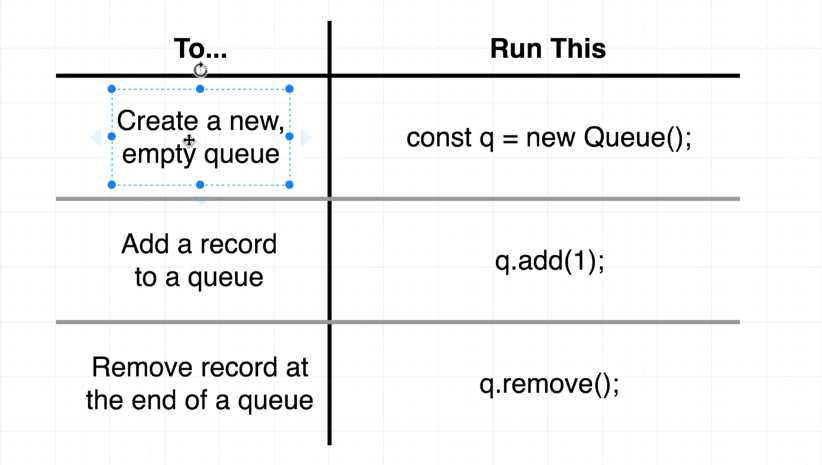 To...
Run This
Create a new,
empty queue
const q = new Queue();
Add a record
to a queue
q.add(1);
Remove record at
the end of a queue
q.remove();